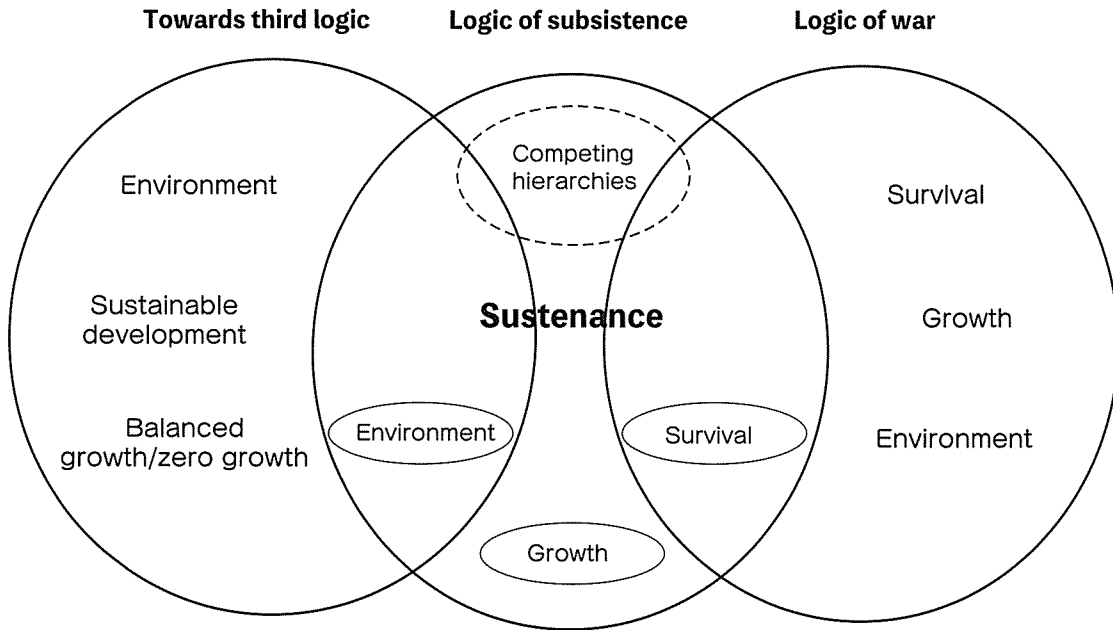 Towards third logic
Logic of subsistence
Logic of war
Environment
Sustainable
development
Balanced
growth/zero growth
Competing
hierarchies
Sustenance
Environment
Survival
Growth
Survival
Growth
Environment